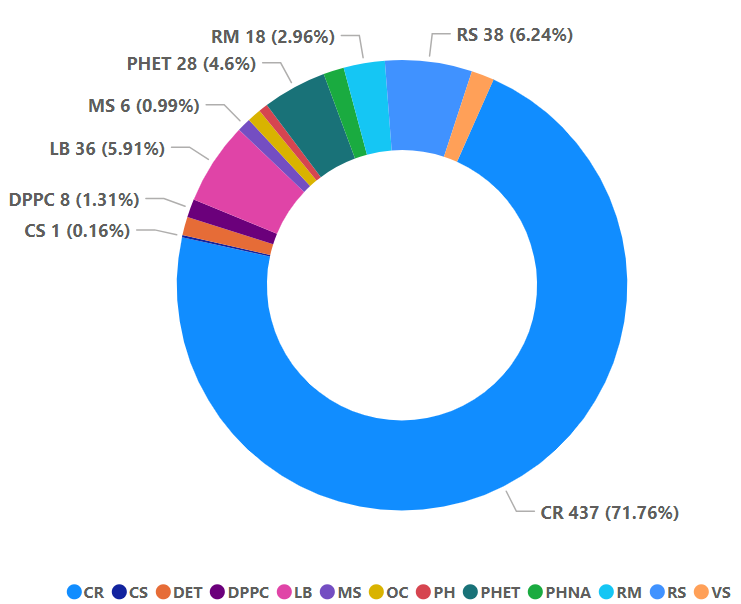 RM 18 (2.96%)
RS 38 (6.24%)
PHET 28 (4.6%)
MS 6 (0.99%)
LB 36 (5.91%)
DPPC 8 (1.31%)
CS 1 (0.16%)
CR 437 (71.76%)
CR CS DET DPPC LB MS OC PH PHET PHNA RM RS VS